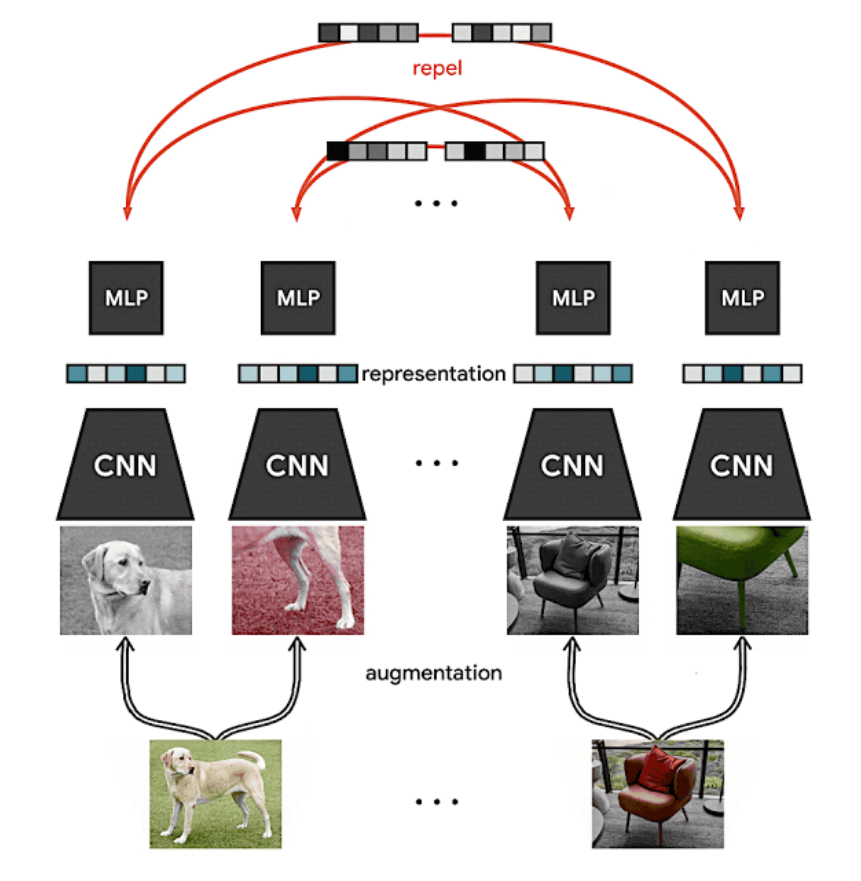 repel
. . .
MLP
MLP
MLP
MLP
representation
CNN
CNN
. . .
CNN
CNN
augmentation
. . .